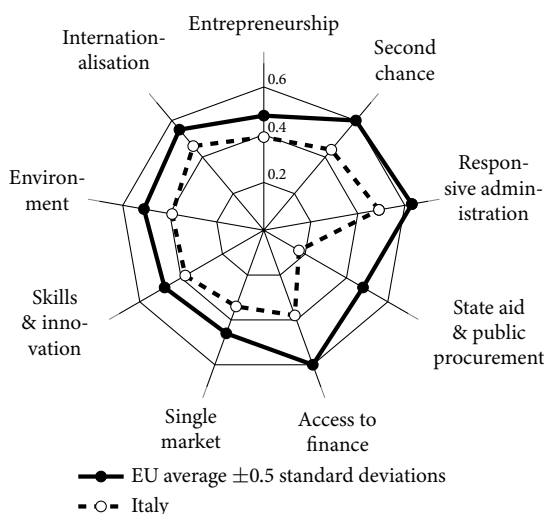 Entrepreneurship
Internation-
alisation
Second
chance
0.6
0.4
0.2
Respon-
sive admin-
istration
Environ-
ment
State aid
& public
procurement
Skills
& inno-
vation
Single
market
Access to
finance
EU average ±0.5 standard deviations
Italy